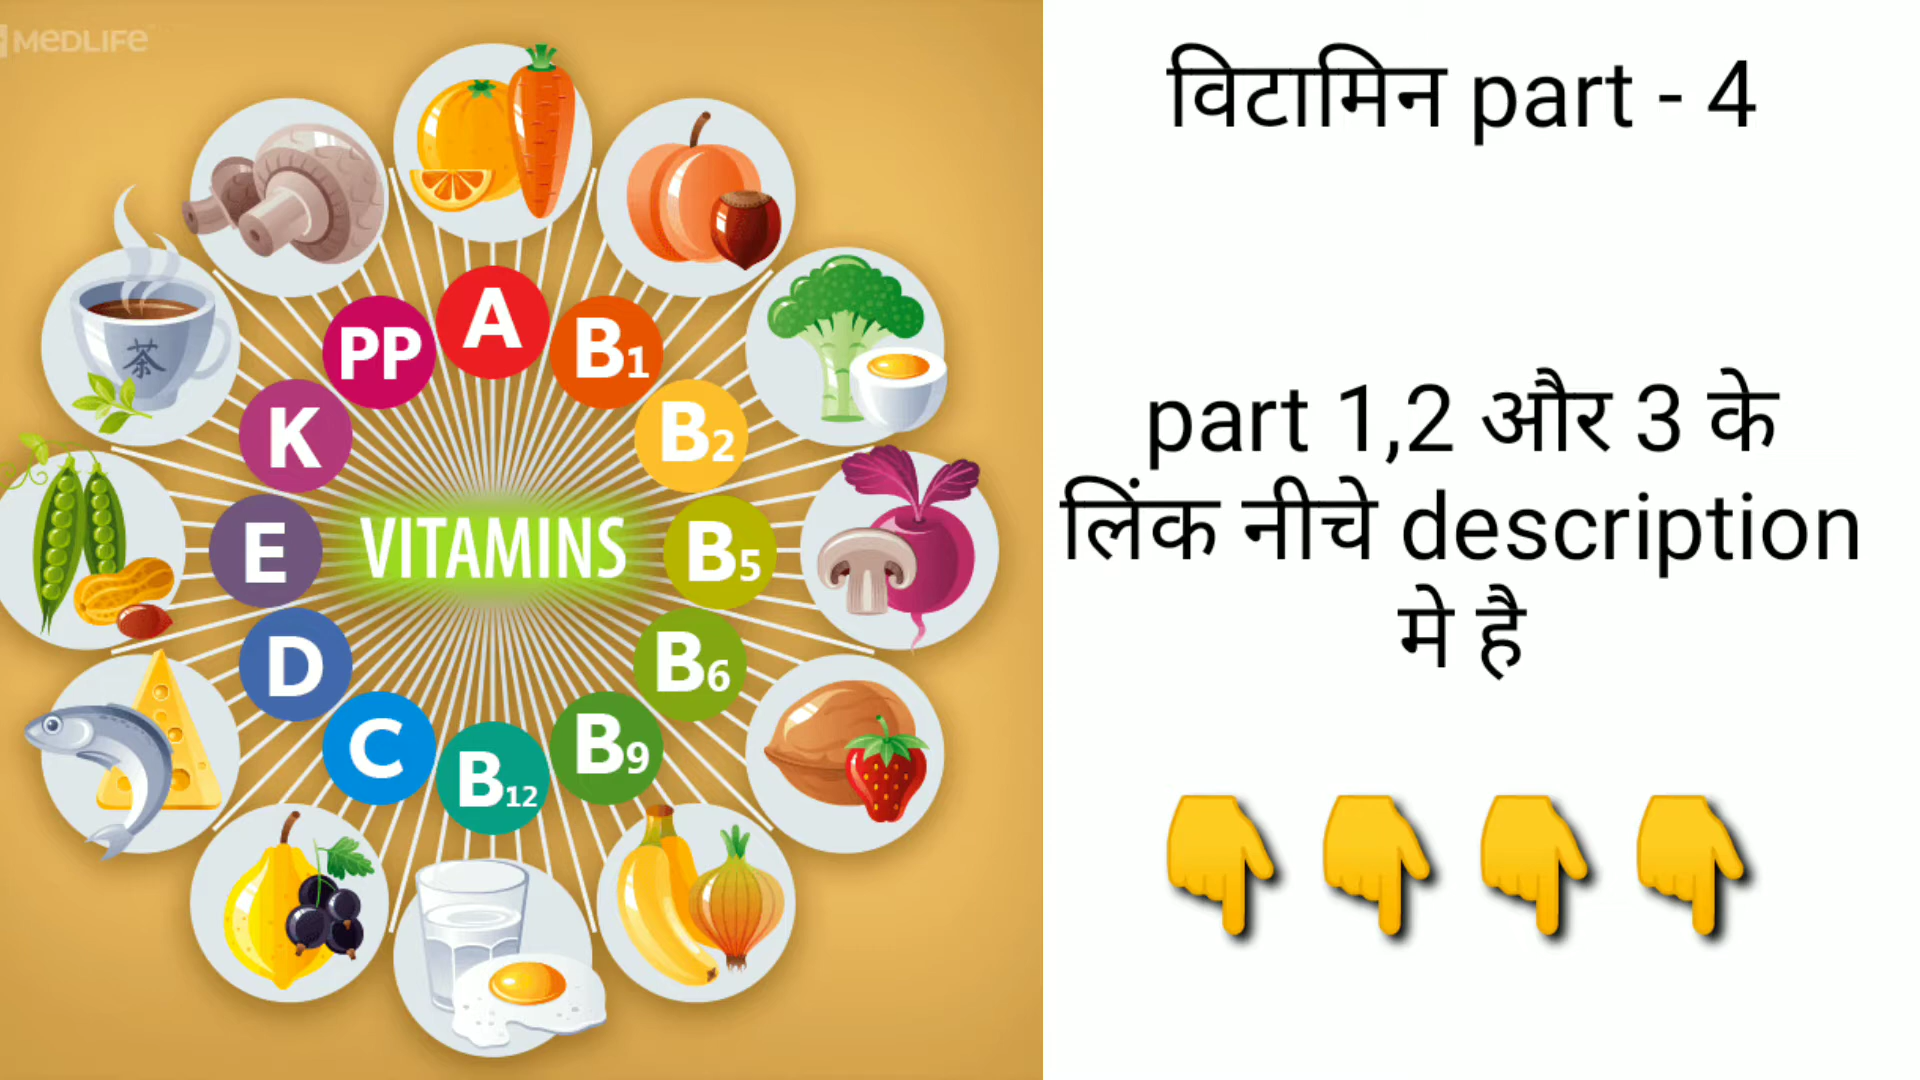 MEDLIFE
विटामिन part - 4
part 1,2 और 3 के
लिंक नीचे description
मे है
A
B1
B2
B5
B6
B9
B12
C
D
E
K
PP
VITAMINS
茶